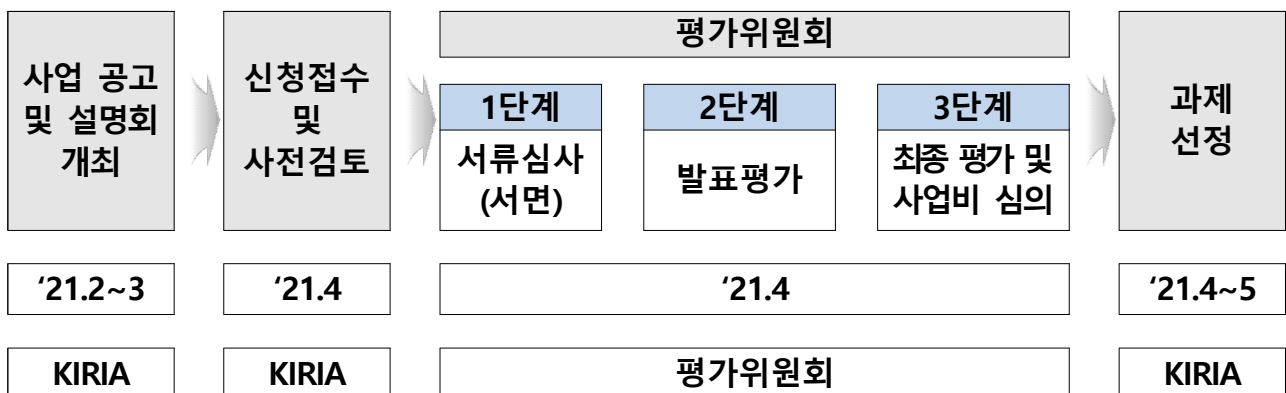 사업 공고
및 설명회
개최
신청접수
및
사전검토
평가위원회
1단계
서류심사
(서면)
2단계
발표평가
3단계
최종 평가 및
사업비 심의
과제
선정
‘21.2~3
‘21.4
‘21.4
‘21.4~5
KIRIA
KIRIA
평가위원회
KIRIA